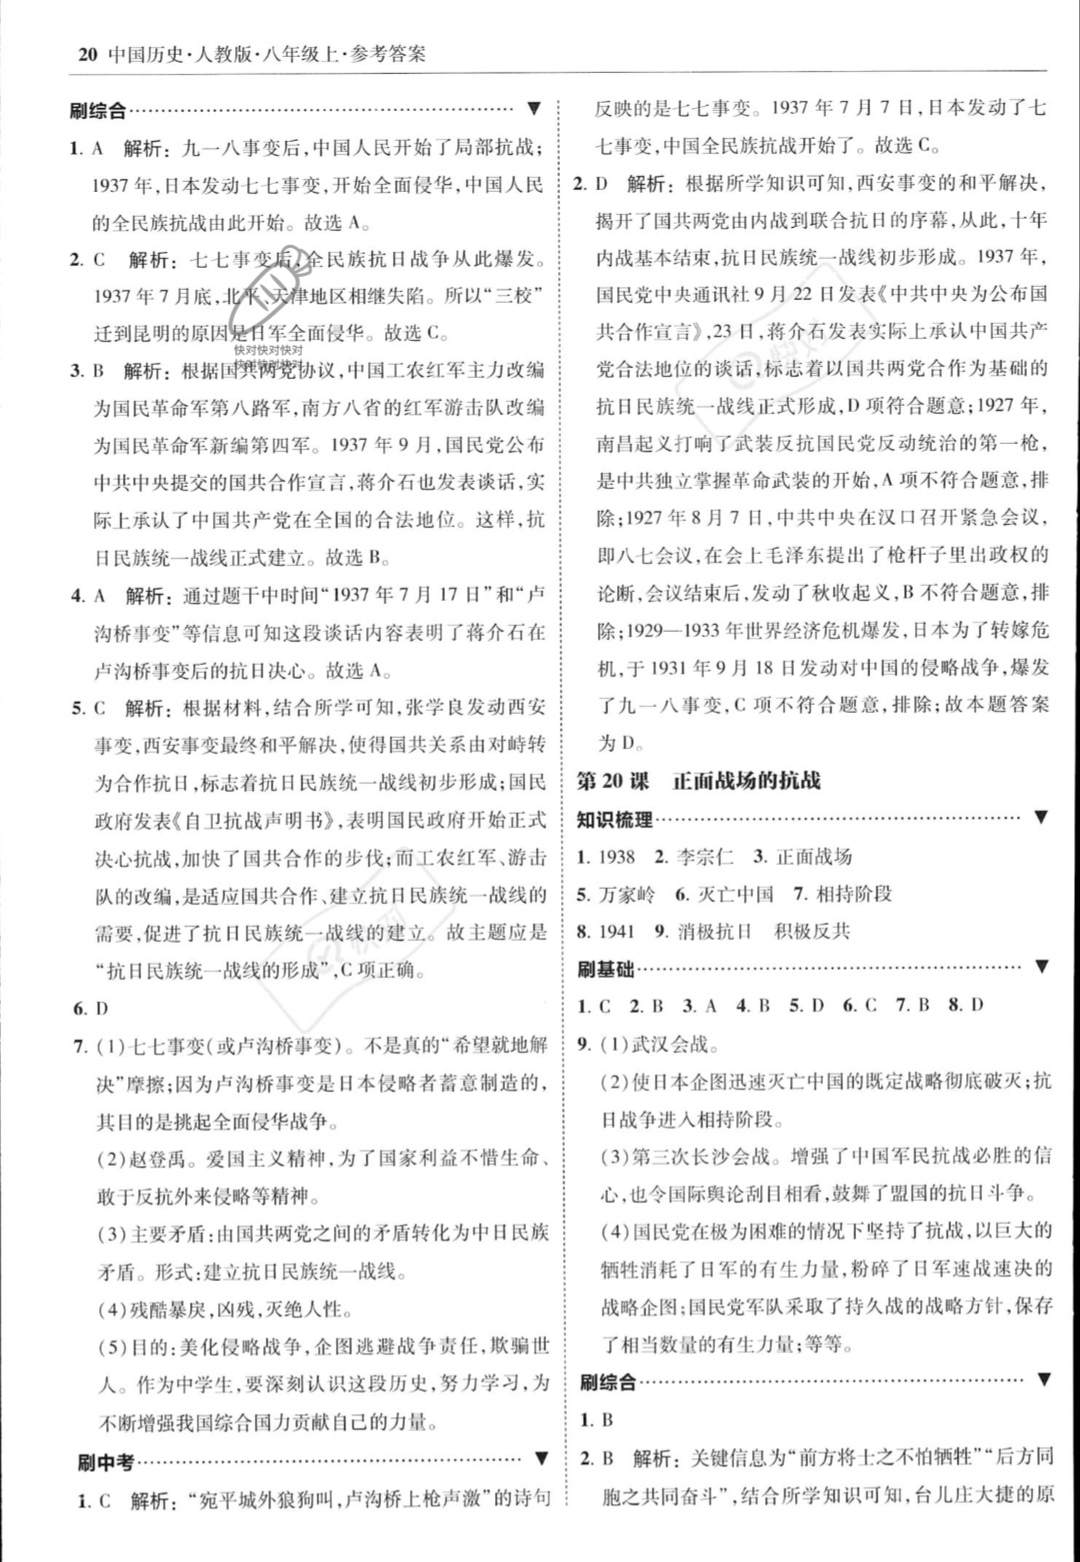 20 中国历史·人教版·八年级上·参考答案
刷综合
1. A 解析：九一八事变后，中国人民开始了局部抗战；
1937 年，日本发动七七事变，开始全面侵华，中国人民
的全民族抗战由此开始。故选 A。
2. C 解析：七七事变后，全民族抗日战争从此爆发。
1937 年 7 月底，北平、天津地区相继失陷。所以“三校”
迁到昆明的原因是日军全面侵华。故选 C。
快对快对快对
快对快对快对
3. B 解析：根据国共两党协议，中国工农红军主力改编
为国民革命军第八路军，南方八省的红军游击队改编
为国民革命军新编第四军。1937 年 9 月，国民党公布
中共中央提交的国共合作宣言，蒋介石也发表谈话，实
际上承认了中国共产党在全国的合法地位。这样，抗
日民族统一战线正式建立。故选 B。
4. A 解析：通过题干中时间“1937 年 7 月 17 日”和“卢
沟桥事变”等信息可知这段谈话内容表明了蒋介石在
卢沟桥事变后的抗日决心。故选 A。
5. C 解析：根据材料，结合所学可知，张学良发动西安
事变，西安事变最终和平解决，使得国共关系由对峙转
为合作抗日，标志着抗日民族统一战线初步形成；国民
政府发表《自卫抗战声明书》，表明国民政府开始正式
决心抗战，加快了国共合作的步伐；而工农红军、游击
队的改编，是适应国共合作、建立抗日民族统一战线的
需要，促进了抗日民族统一战线的建立。故主题应是
“抗日民族统一战线的形成”，C 项正确。
6. D
7. (1)七七事变(或卢沟桥事变)。不是真的“希望就地解
决”摩擦；因为卢沟桥事变是日本侵略者蓄意制造的，
其目的是挑起全面侵华战争。
(2)赵登禹。爱国主义精神，为了国家利益不惜生命、
敢于反抗外来侵略等精神。
(3)主要矛盾：由国共两党之间的矛盾转化为中日民族
矛盾。形式：建立抗日民族统一战线。
(4)残酷暴戾，凶残，灭绝人性。
(5)目的：美化侵略战争，企图逃避战争责任，欺骗世
人。作为中学生，要深刻认识这段历史，努力学习，为
不断增强我国综合国力贡献自己的力量。
刷中考
1. C 解析：“宛平城外狼狗叫，卢沟桥上枪声激”的诗句
反映的是七七事变。1937 年 7 月 7 日，日本发动了七
七事变，中国全民族抗战开始了。故选 C。
2. D 解析：根据所学知识可知，西安事变的和平解决，
揭开了国共两党由内战到联合抗日的序幕，从此，十年
内战基本结束，抗日民族统一战线初步形成。1937 年，
国民党中央通讯社 9 月 22 日发表《中共中央为公布国
共合作宣言》，23 日，蒋介石发表实际上承认中国共产
党合法地位的谈话，标志着以国共两党合作为基础的
抗日民族统一战线正式形成，D 项符合题意；1927 年，
南昌起义打响了武装反抗国民党反动统治的第一枪，
是中共独立掌握革命武装的开始，A 项不符合题意，排
除；1927 年 8 月 7 日，中共中央在汉口召开紧急会议，
即八七会议，在会上毛泽东提出了枪杆子里出政权的
论断，会议结束后，发动了秋收起义，B 不符合题意，排
除；1929—1933 年世界经济危机爆发，日本为了转嫁危
机，于 1931 年 9 月 18 日发动对中国的侵略战争，爆发
了九一八事变，C 项不符合题意，排除；故本题答案
为 D。
第 20 课 正面战场的抗战
知识梳理
1. 1938 2. 李宗仁 3. 正面战场
5. 万家岭 6. 灭亡中国 7. 相持阶段
8. 1941 9. 消极抗日 积极反共
刷基础
1. C 2. B 3. A 4. B 5. D 6. C 7. B 8. D
9. (1)武汉会战。
(2)使日本企图迅速灭亡中国的既定战略彻底破灭；抗
日战争进入相持阶段。
(3)第三次长沙会战。增强了中国军民抗战必胜的信
心，也令国际舆论刮目相看，鼓舞了盟国的抗日斗争。
(4)国民党在极为困难的情况下坚持了抗战，以巨大的
牺牲消耗了日军的有生力量，粉碎了日军速战速决的
战略企图；国民党军队采取了持久战的战略方针，保存
了相当数量的有生力量；等等。
刷综合
1. B
2. B 解析：关键信息为“前方将士之不怕牺牲”“后方同
胞之共同奋斗”，结合所学知识可知，台儿庄大捷的原